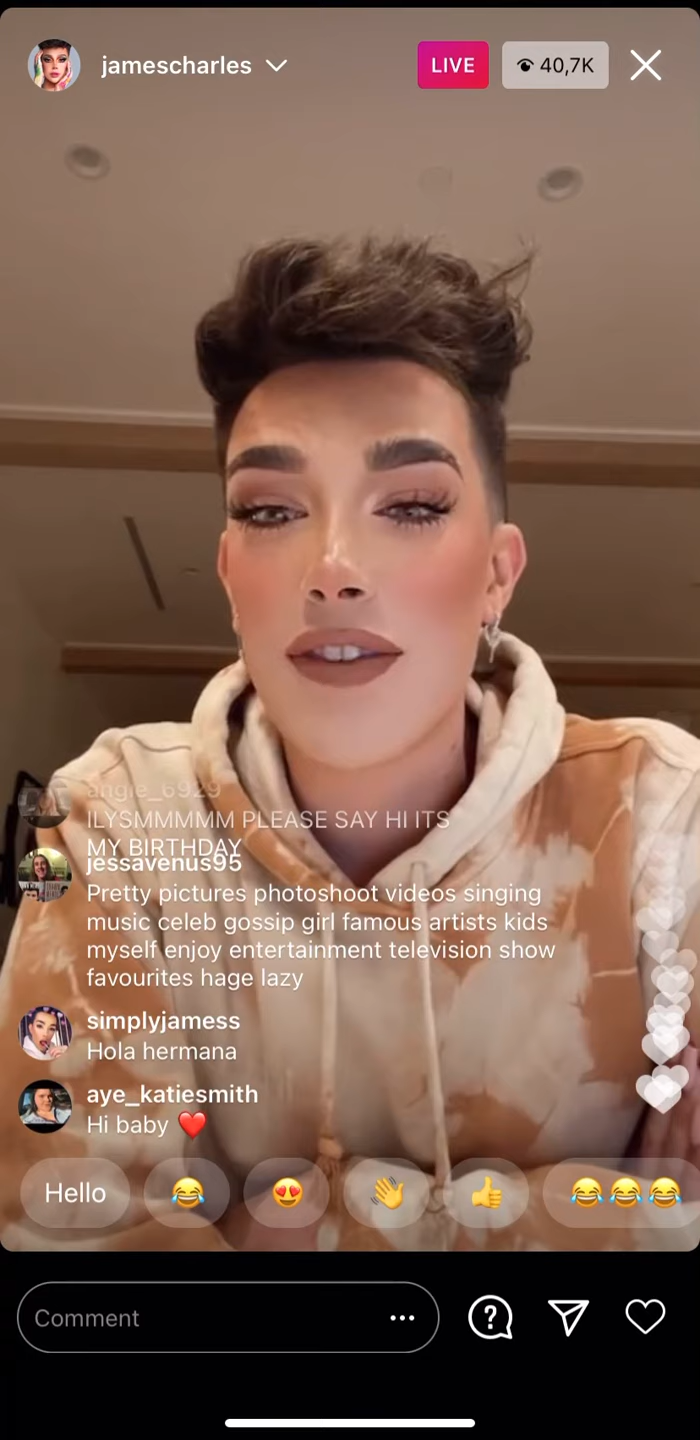 jamescharles
LIVE
40,7K
angie_6929
ILYSMMMMM PLEASE SAY HI ITS
MY BIRTHDAY
jessavenus95
Pretty pictures photoshoot videos singing
music celeb gossip girl famous artists kids
myself enjoy entertainment television show
favourites hage lazy
simplyjamess
Hola hermana
aye_katiesmith
Hi baby ❤️
Hello 😂 😍 👋 👍 😂😂😂
Comment